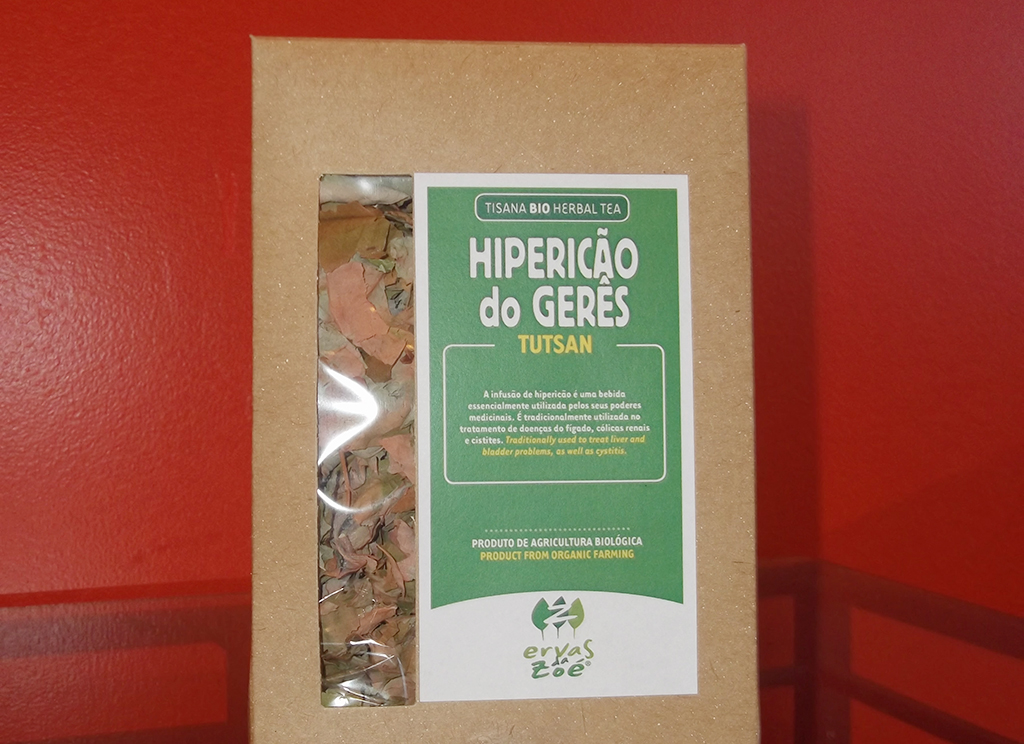 TISANA BIO HERBAL TEA
HIPERICÃO
do GERÊS
TUTSAN
A infusão de hipericão é uma bebida
essencialmente utilizada pelos seus poderes
medicinais. É tradicionalmente utilizada no
tratamento de doenças do fígado, cólicas renais
e cistites. Traditionally used to treat liver and
bladder problems, as well as cystitis.
PRODUTO DE AGRICULTURA BIOLÓGICA
PRODUCT FROM ORGANIC FARMING
ervas
da
zoé®